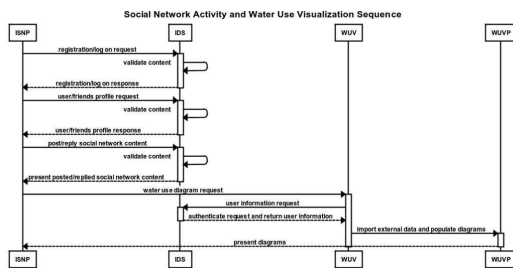 Social Network Activity and Water Use Visualization Sequence
ISNP IDS WUV WUVP
registration/log on request
validate content
registration/log on response
user/friends profile request
validate content
user/friends profile response
post/reply social network content
validate content
present posted/replied social network content
water use diagram request
user information request
authenticate request and return user information
import external data and populate diagrams
present diagrams
ISNP IDS WUV WUVP